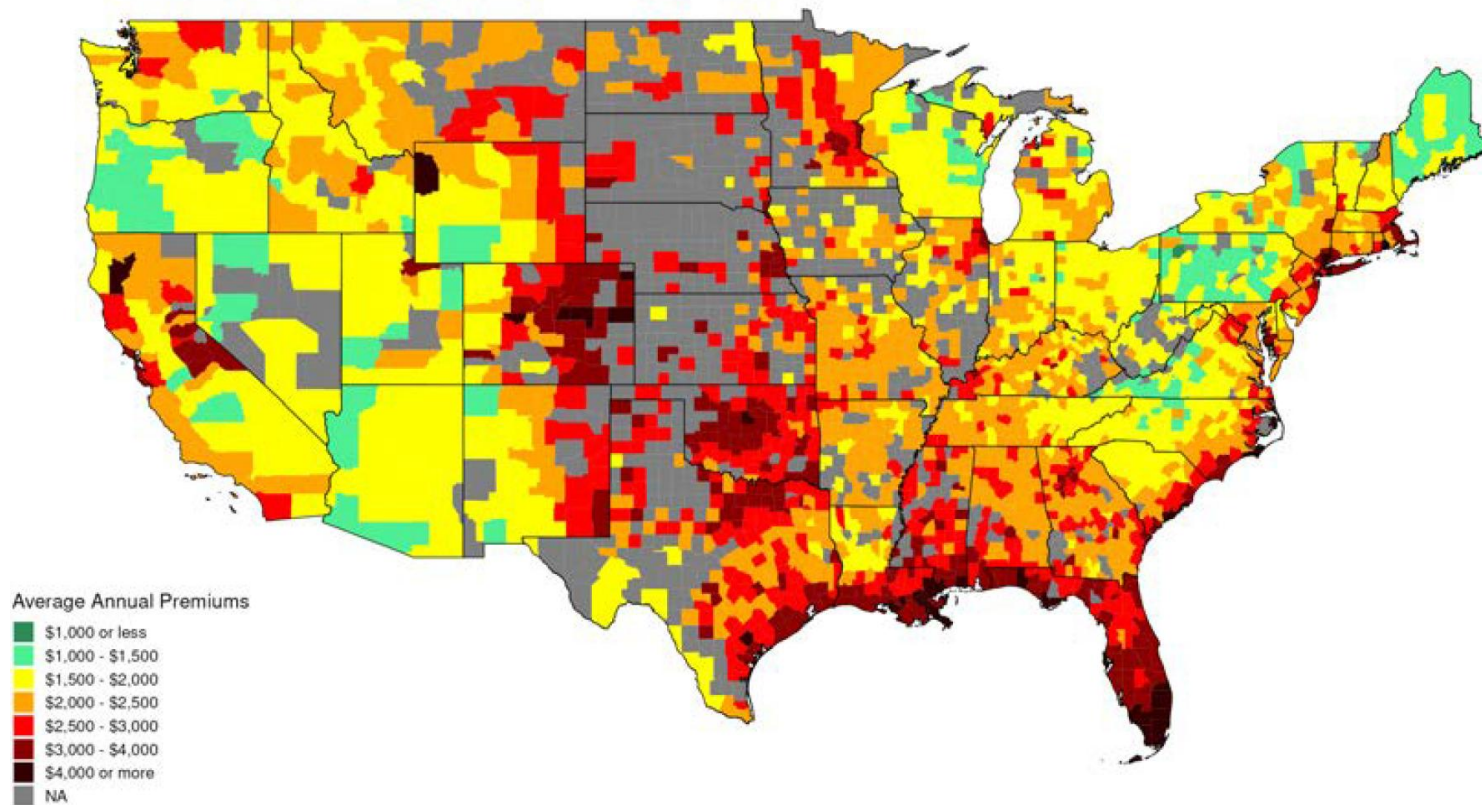 Average Annual Premiums
$1,000 or less
$1,000 - $1,500
$1,500 - $2,000
$2,000 - $2,500
$2,500 - $3,000
$3,000 - $4,000
$4,000 or more
NA